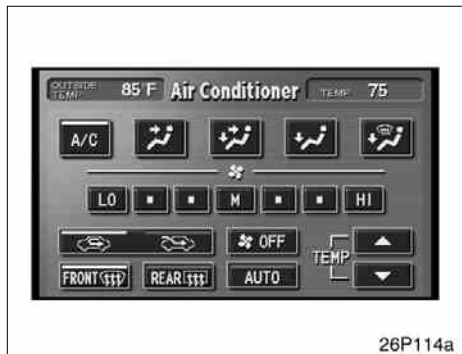 OUTSIDE TEMP 85°F Air Conditioner TEMP 75
A/C
LO M HI
OFF
TEMP
FRONT REAR AUTO
26P114a